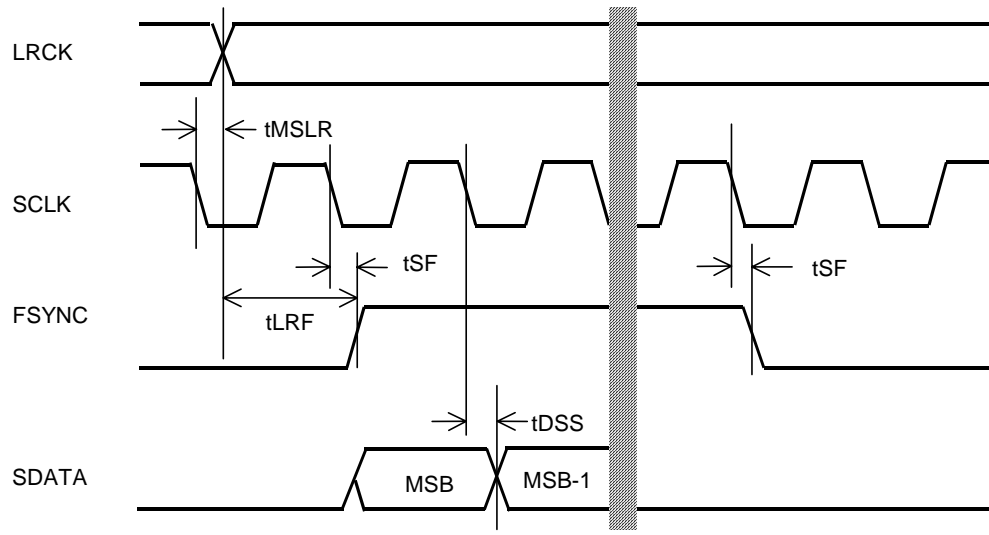 LRCK
tMSLR
SCLK
tSF
tSF
FSYNC
tLRF
tDSS
SDATA
MSB
MSB-1